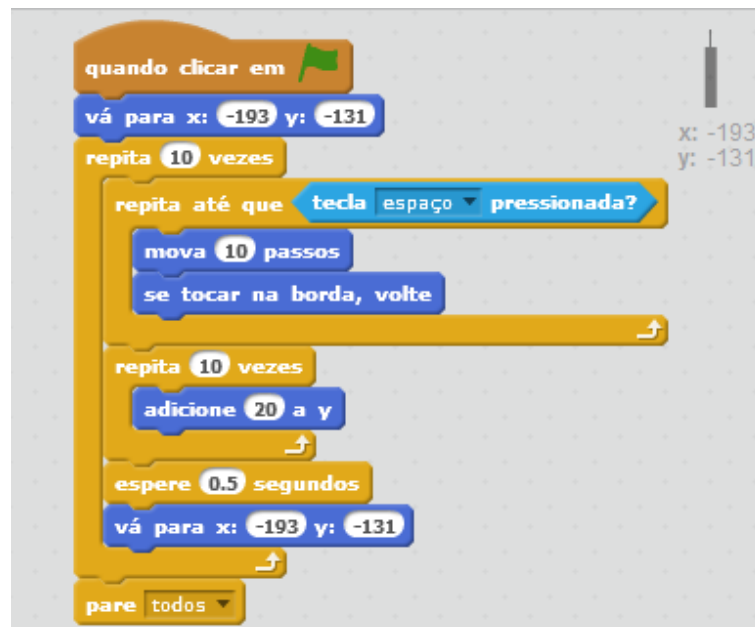 quando clicar em
vá para x: -193 y: -131
x: -193
y: -131
repita 10 vezes
repita até que tecla espaço pressionada?
mova 10 passos
se tocar na borda, volte
repita 10 vezes
adicione 20 a y
espere 0.5 segundos
vá para x: -193 y: -131
pare todos